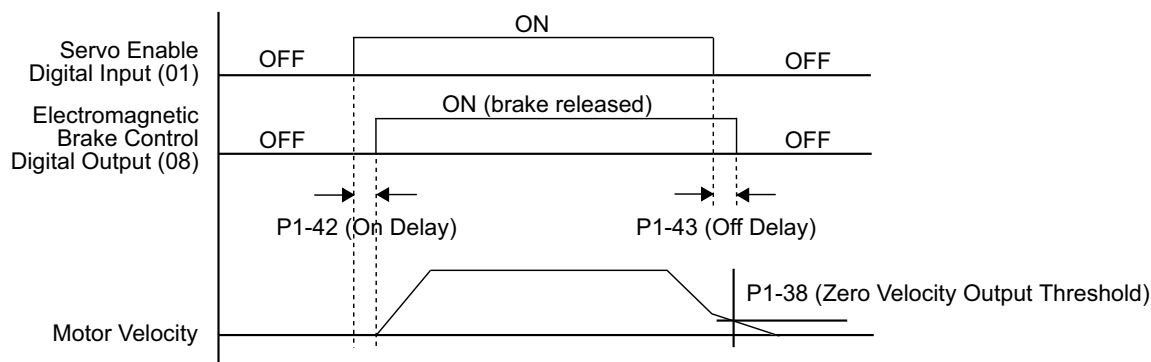 ON
Servo Enable
Digital Input (01)
OFF
OFF
ON (brake released)
Electromagnetic
Brake Control
Digital Output (08)
OFF
OFF
P1-42 (On Delay)
P1-43 (Off Delay)
P1-38 (Zero Velocity Output Threshold)
Motor Velocity